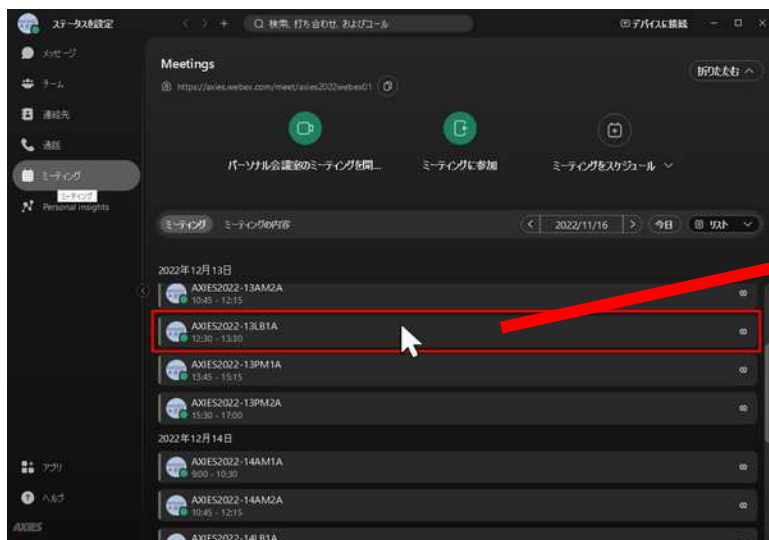 ステータスを設定
検索、打ち合わせ、およびコール
デバイスに接続
メッセージ
チーム
連絡先
通話
ミーティング
ミーティング
Personal insights
アプリ
ヘルプ
AXIES
Meetings
https://axies.webex.com/meet/axies2022webex01
折りたたむ
パーソナル会議室のミーティングを開...
ミーティングに参加
ミーティングをスケジュール
ミーティング ミーティングの内容
2022/11/16 今日 リスト
2022年12月13日
AXIES2022-13AM2A
10:45 - 12:15
AXIES2022-13LB1A
12:30 - 13:30
AXIES2022-13PM1A
13:45 - 15:15
AXIES2022-13PM2A
15:30 - 17:00
2022年12月14日
AXIES2022-14AM1A
9:00 - 10:30
AXIES2022-14AM2A
10:45 - 12:15
AXIES2022-14LB1A